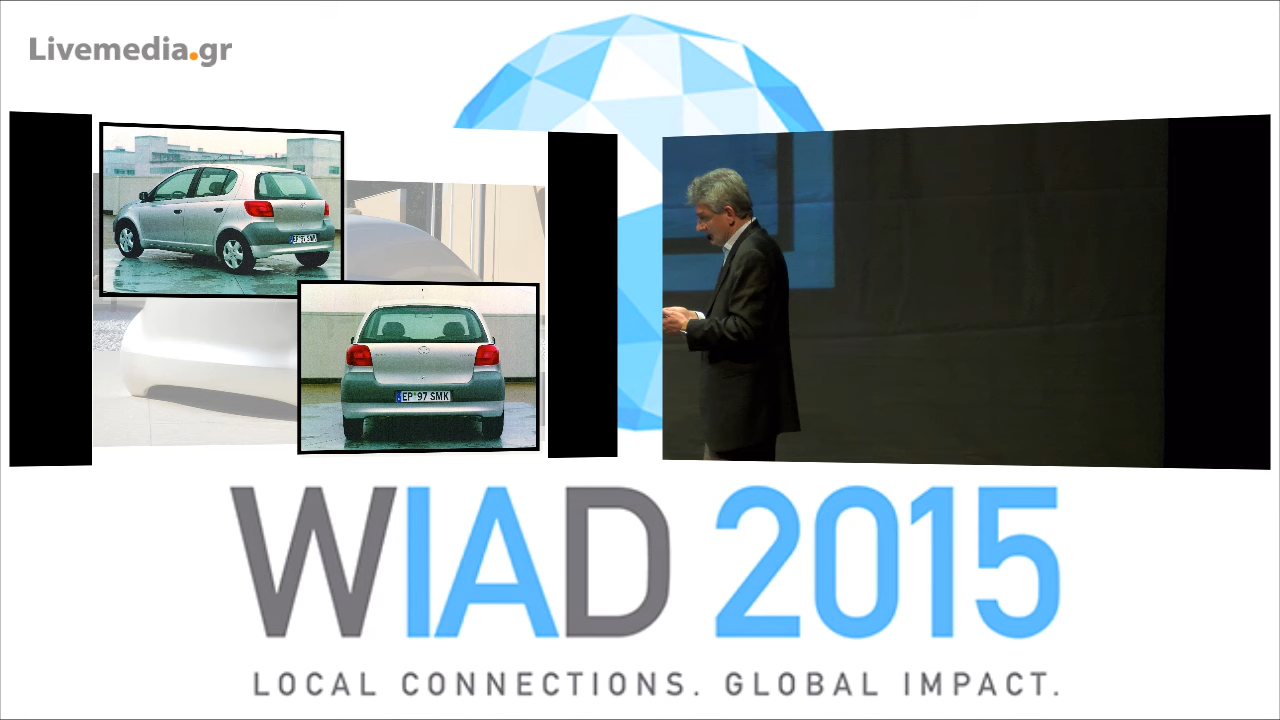 Livemedia.gr
EP 97 SMK
WIAD 2015
LOCAL CONNECTIONS. GLOBAL IMPACT.